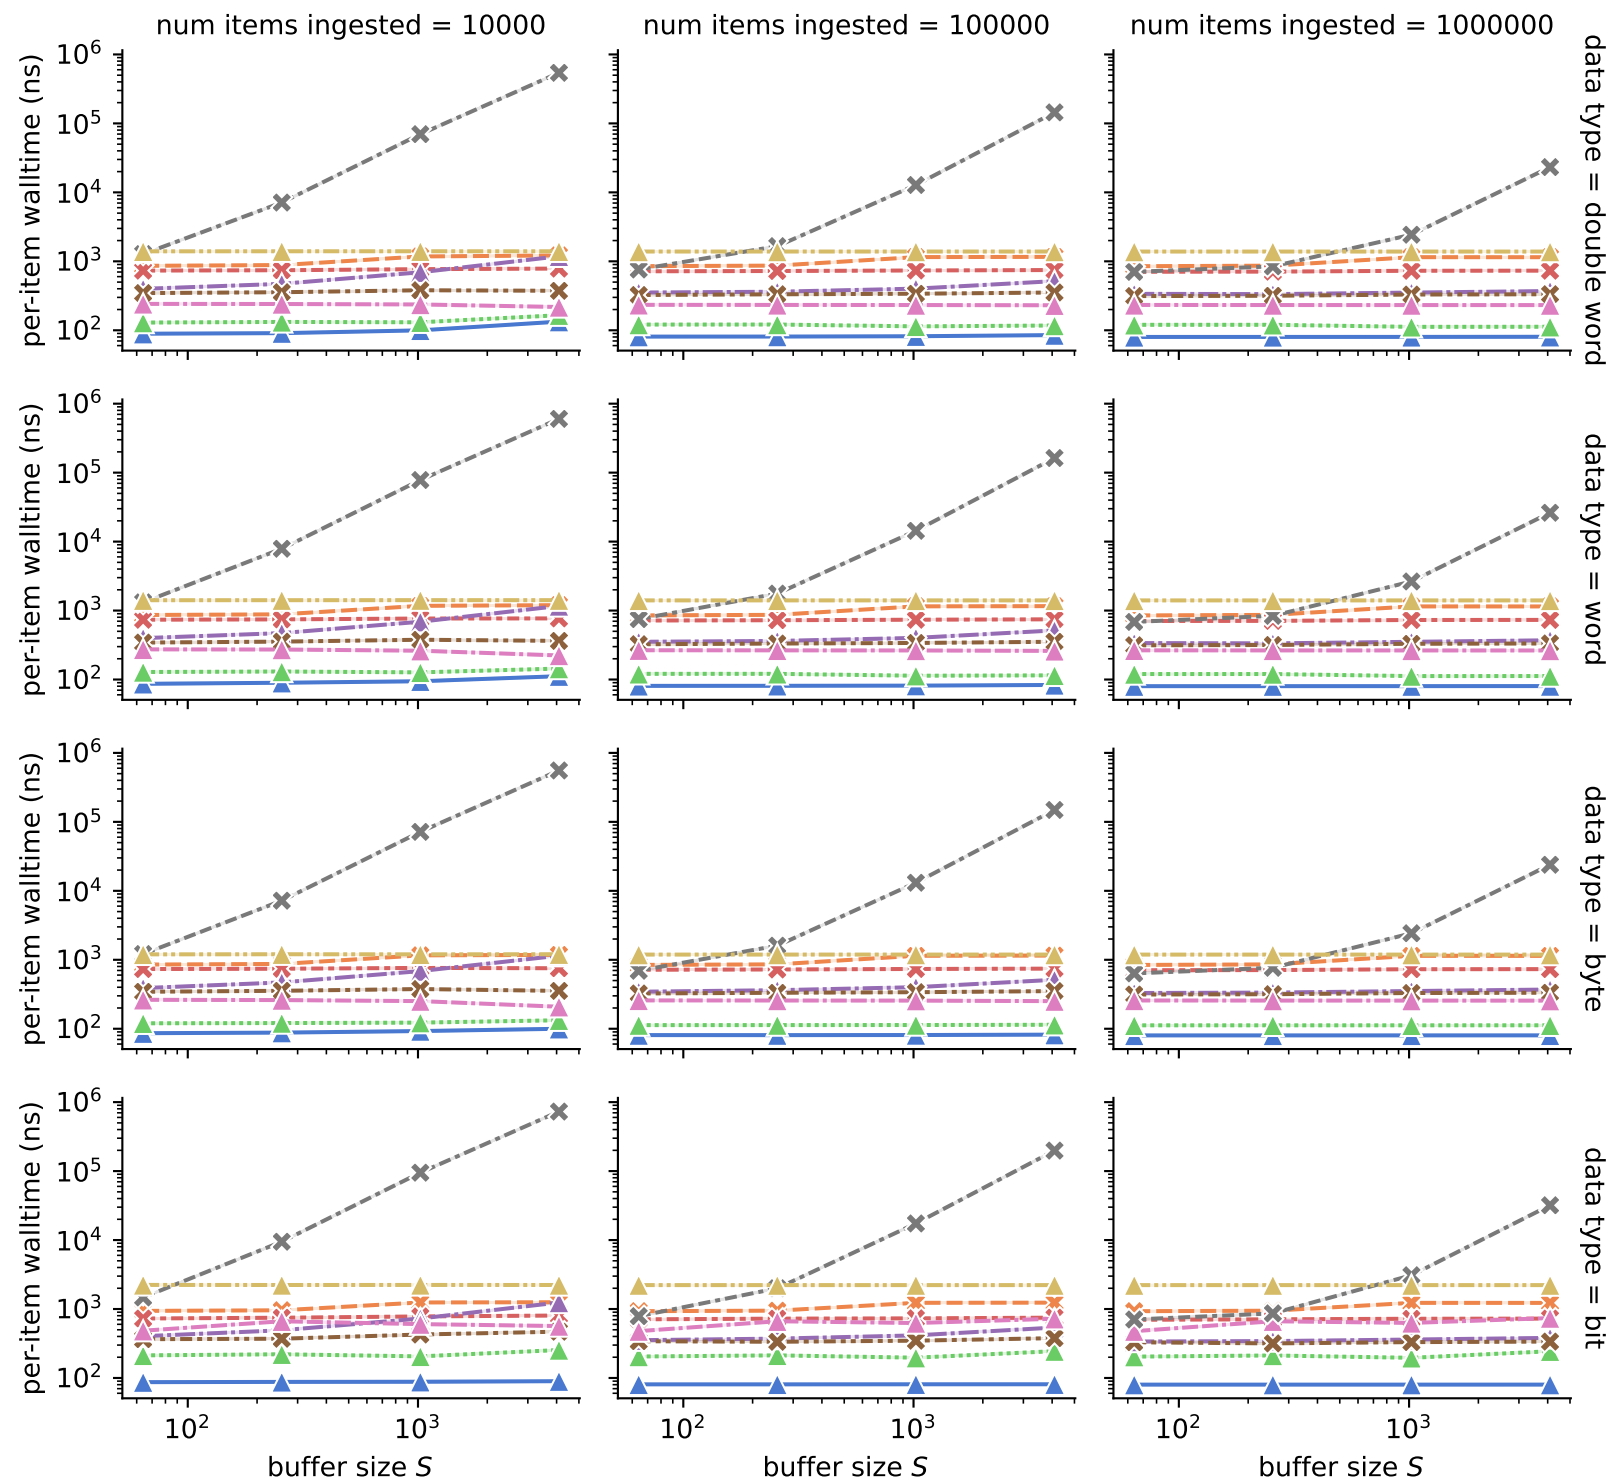 num items ingested = 10000
num items ingested = 100000
num items ingested = 1000000
per-item walltime (ns)
10⁶
10⁵
10⁴
10³
10²
data type = double word
per-item walltime (ns)
10⁶
10⁵
10⁴
10³
10²
data type = word
per-item walltime (ns)
10⁶
10⁵
10⁴
10³
10²
data type = byte
per-item walltime (ns)
10⁶
10⁵
10⁴
10³
10²
data type = bit
10² 10³
10² 10³
10² 10³
buffer size S
buffer size S
buffer size S